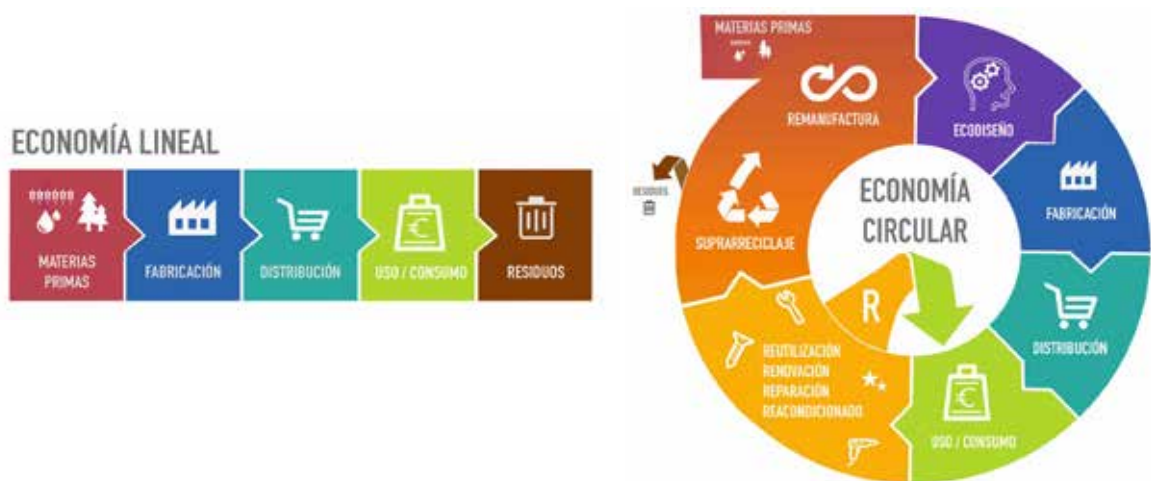 ECONOMÍA LINEAL
MATERIAS
PRIMAS
FABRICACIÓN
DISTRIBUCIÓN
€
USO / CONSUMO
RESIDUOS
MATERIAS PRIMAS
REMANUFACTURA
ECODISEÑO
FABRICACIÓN
DISTRIBUCIÓN
€
USO / CONSUMO
R
REUTILIZACIÓN
RENOVACIÓN
REPARACIÓN
REACONDICIONADO
SUPRARRECICLAJE
RESIDUOS
ECONOMÍA
CIRCULAR